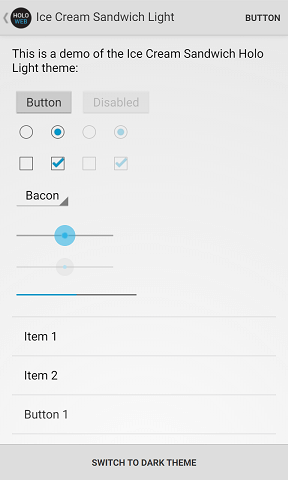 HOLO
WEB
Ice Cream Sandwich Light
BUTTON
This is a demo of the Ice Cream Sandwich Holo
Light theme:
Button
Disabled
Bacon
Item 1
Item 2
Button 1
SWITCH TO DARK THEME